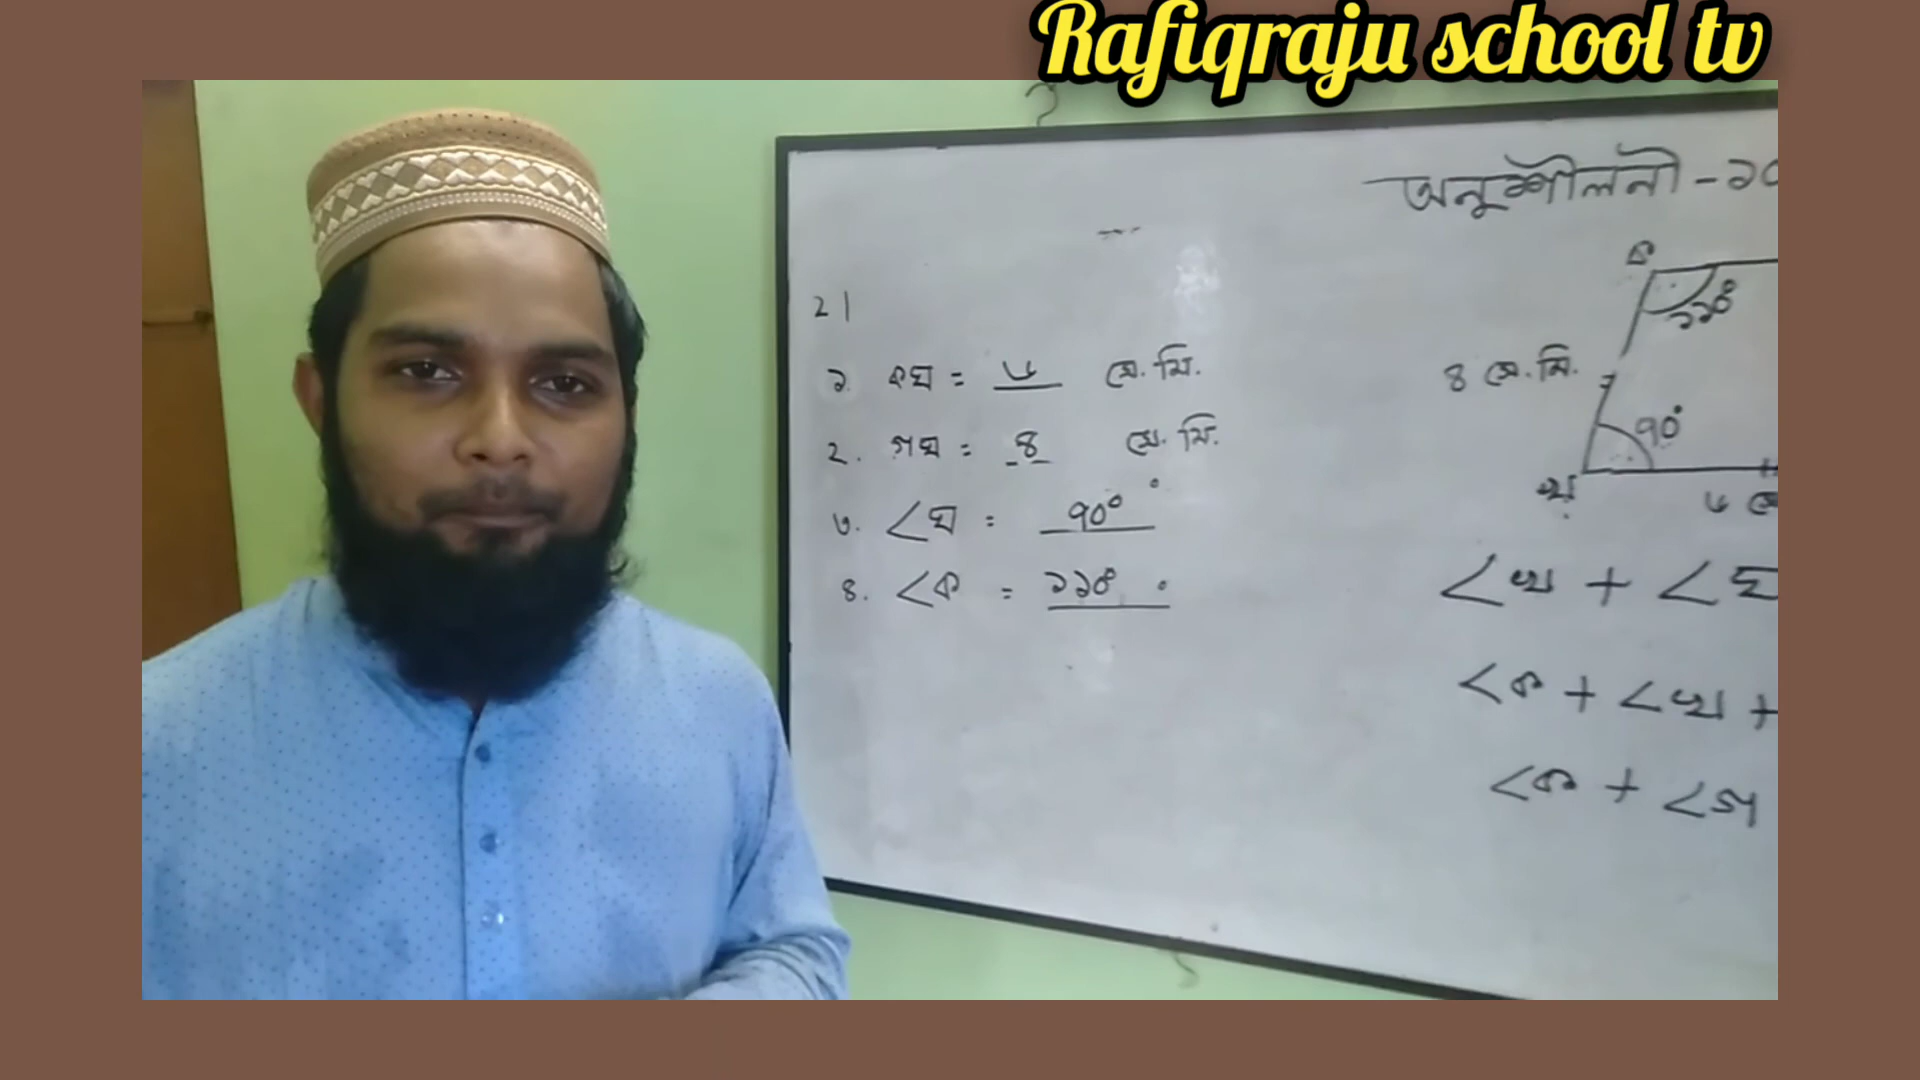 Rafiqraju school tv
অনুশীলনী - ১০
২।
১. কঘ = ৬ সে. মি.
২. গঘ = ৪ সে. মি.
৩. ∠ঘ = ৭০°
৪. ∠ক = ১১০°
ক
১১০°
৪ সে. মি.
৭০°
খ
৬ সে
∠খ + ∠ঘ
∠ক + ∠খ +
∠ক + ∠গ